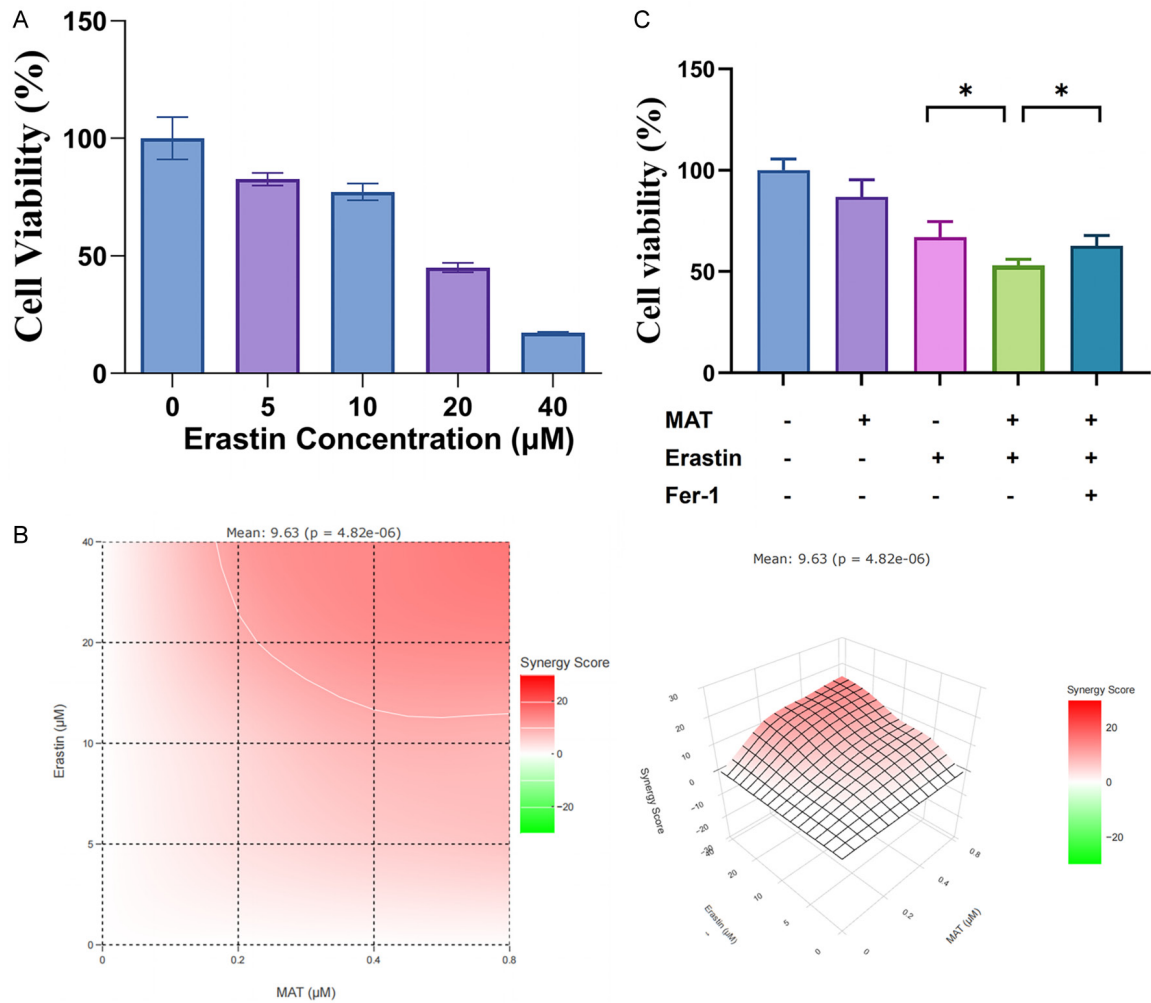 A
Cell Viability (%)
150
100
50
0
0 5 10 20 40
Erastin Concentration (μM)
C
Cell viability (%)
150
100
50
0
* *
MAT - + - + +
Erastin - - + + +
Fer-1 - - - - +
B
Mean: 9.63 (p = 4.82e-06)
Erastin (μM)
40
20
10
5
0
0 0.2 0.4 0.8
MAT (μM)
Synergy Score
20
0
−20
Mean: 9.63 (p = 4.82e-06)
Synergy Score
30
20
10
0
−10
−20
20
10
5
0
Erastin (μM)
0
0.2
0.4
0.8
MAT (μM)
Synergy Score
20
0
−20